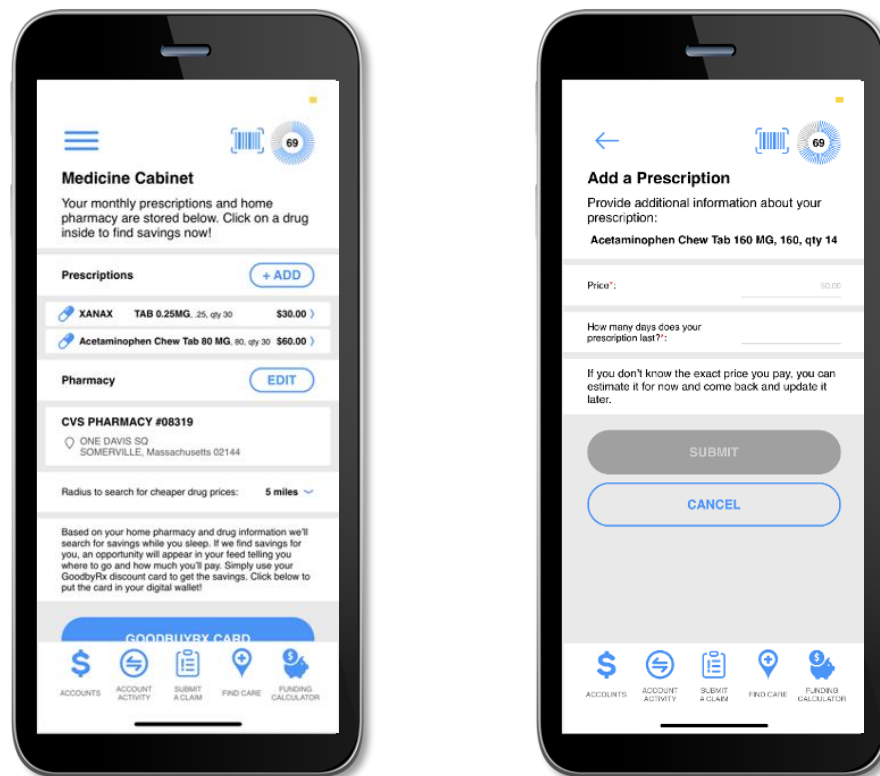 69
Medicine Cabinet
Your monthly prescriptions and home
pharmacy are stored below. Click on a drug
inside to find savings now!
Prescriptions + ADD
XANAX TAB 0.25MG, .25, qty 30 $30.00
Acetaminophen Chew Tab 80 MG, 80, qty 30 $60.00
Pharmacy EDIT
CVS PHARMACY #08319
ONE DAVIS SQ
SOMERVILLE, Massachusetts 02144
Radius to search for cheaper drug prices: 5 miles
Based on your home pharmacy and drug information we'll
search for savings while you sleep. If we find savings for
you, an opportunity will appear in your feed telling you
where to go and how much you'll pay. Simply use your
GoodbyRx discount card to get the savings. Click below to
put the card in your digital wallet!
GOODBUYRX CARD
ACCOUNTS
ACCOUNT
ACTIVITY
SUBMIT
A CLAIM
FIND CARE
FUNDING
CALCULATOR
69
Add a Prescription
Provide additional information about your
prescription:
Acetaminophen Chew Tab 160 MG, 160, qty 14
Price*: 50.00
How many days does your
prescription last?*:
If you don't know the exact price you pay, you can
estimate it for now and come back and update it
later.
SUBMIT
CANCEL
ACCOUNTS
ACCOUNT
ACTIVITY
SUBMIT
A CLAIM
FIND CARE
FUNDING
CALCULATOR